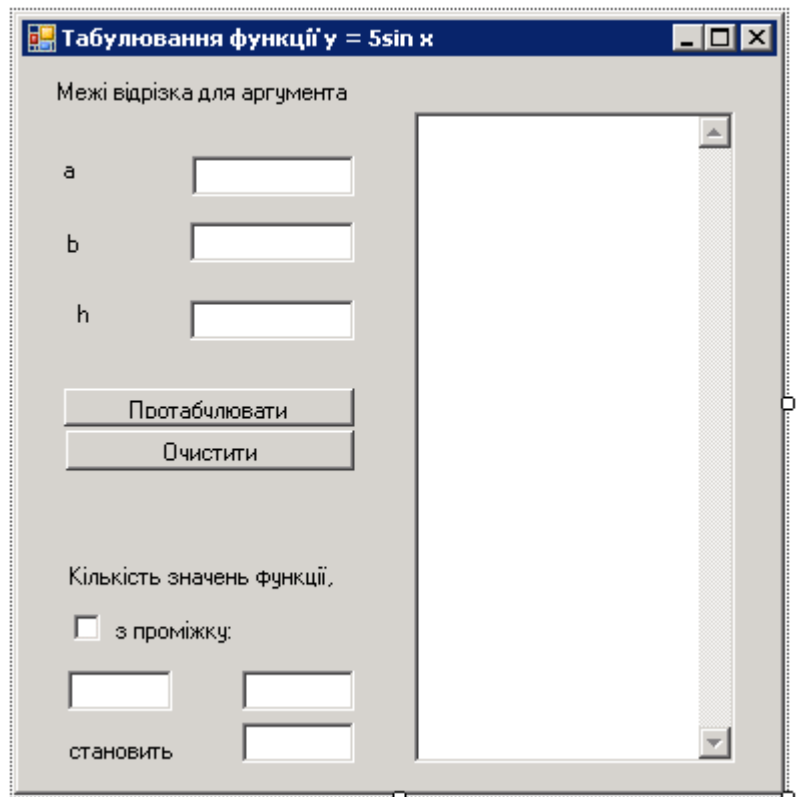 Табулювання функції y = 5sin x
Межі відрізка для аргумента
a
b
h
Протабулювати
Очистити
Кількість значень функції,
з проміжку:
становить